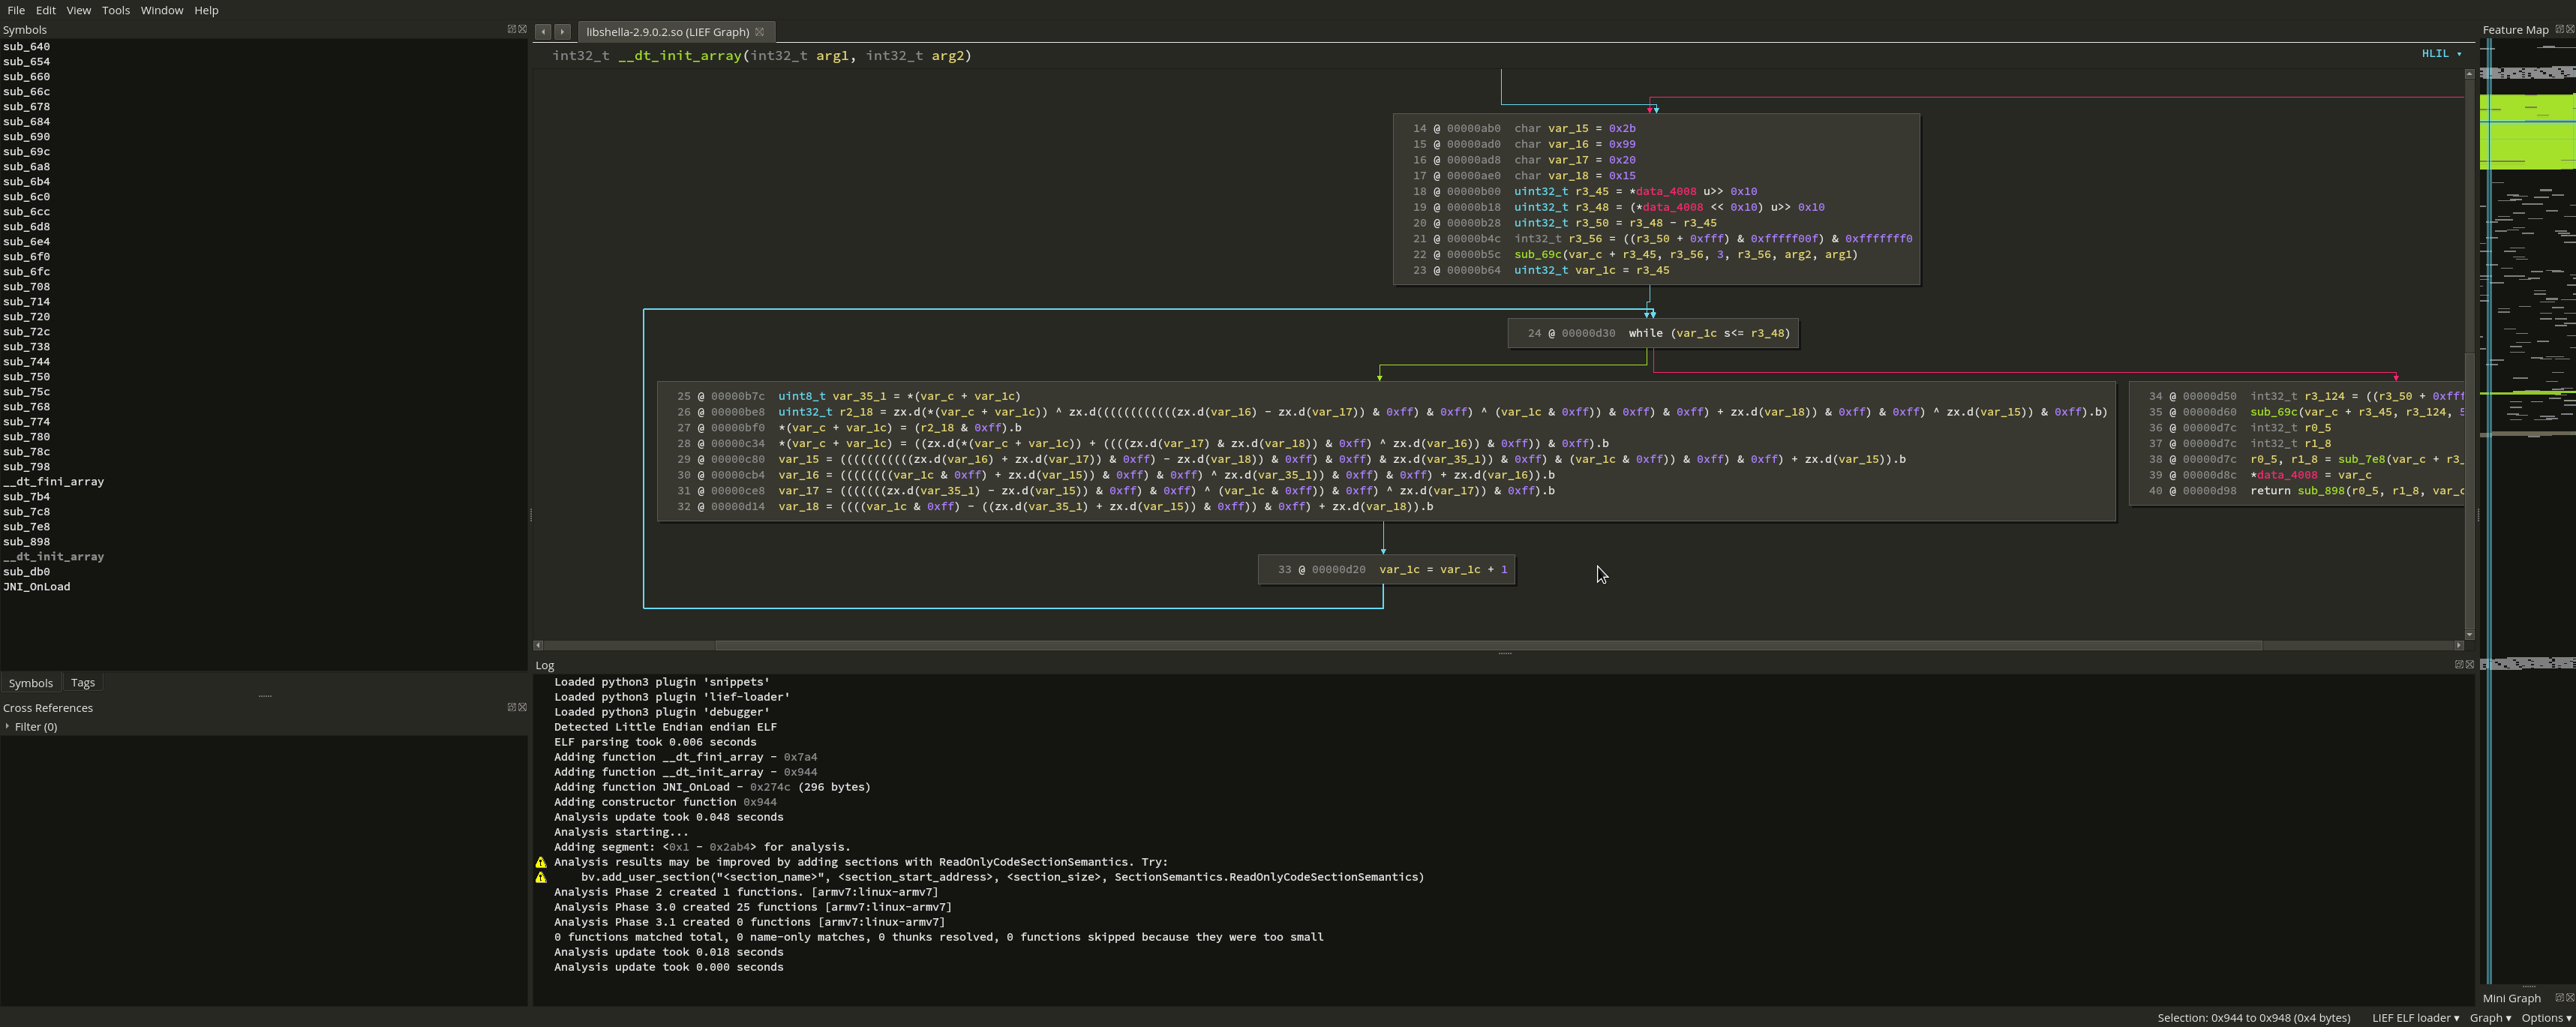 File Edit View Tools Window Help
Symbols
sub_640
sub_654
sub_660
sub_66c
sub_678
sub_684
sub_690
sub_69c
sub_6a8
sub_6b4
sub_6c0
sub_6cc
sub_6d8
sub_6e4
sub_6f0
sub_6fc
sub_708
sub_714
sub_720
sub_72c
sub_738
sub_744
sub_750
sub_75c
sub_768
sub_774
sub_780
sub_78c
sub_798
__dt_fini_array
sub_7b4
sub_7c8
sub_7e8
sub_898
__dt_init_array
sub_db0
JNI_OnLoad
Symbols Tags
Cross References
Filter (0)
libshella-2.9.0.2.so (LIEF Graph)
int32_t __dt_init_array(int32_t arg1, int32_t arg2)
HLIL
14 @ 00000ab0 char var_15 = 0x2b
15 @ 00000ad0 char var_16 = 0x99
16 @ 00000ad8 char var_17 = 0x20
17 @ 00000ae0 char var_18 = 0x15
18 @ 00000b00 uint32_t r3_45 = *data_4008 u>> 0x10
19 @ 00000b18 uint32_t r3_48 = (*data_4008 << 0x10) u>> 0x10
20 @ 00000b28 uint32_t r3_50 = r3_48 - r3_45
21 @ 00000b4c int32_t r3_56 = ((r3_50 + 0xfff) & 0xfffff00f) & 0xfffffff0
22 @ 00000b5c sub_69c(var_c + r3_45, r3_56, 3, r3_56, arg2, arg1)
23 @ 00000b64 uint32_t var_1c = r3_45
24 @ 00000d30 while (var_1c s<= r3_48)
25 @ 00000b7c uint8_t var_35_1 = *(var_c + var_1c)
26 @ 00000be8 uint32_t r2_18 = zx.d(*(var_c + var_1c)) ^ zx.d((((((((((((zx.d(var_16) - zx.d(var_17)) & 0xff) & 0xff) ^ (var_1c & 0xff)) & 0xff) & 0xff) + zx.d(var_18)) & 0xff) & 0xff) ^ zx.d(var_15)) & 0xff).b)
27 @ 00000bf0 *(var_c + var_1c) = (r2_18 & 0xff).b
28 @ 00000c34 *(var_c + var_1c) = ((zx.d(*(var_c + var_1c)) + ((((zx.d(var_17) & zx.d(var_18)) & 0xff) ^ zx.d(var_16)) & 0xff)) & 0xff).b
29 @ 00000c80 var_15 = (((((((((((zx.d(var_16) + zx.d(var_17)) & 0xff) - zx.d(var_18)) & 0xff) & 0xff) & zx.d(var_35_1)) & 0xff) & (var_1c & 0xff)) & 0xff) & 0xff) + zx.d(var_15)).b
30 @ 00000cb4 var_16 = ((((((((var_1c & 0xff) + zx.d(var_15)) & 0xff) & 0xff) ^ zx.d(var_35_1)) & 0xff) & 0xff) + zx.d(var_16)).b
31 @ 00000ce8 var_17 = (((((((zx.d(var_35_1) - zx.d(var_15)) & 0xff) & 0xff) ^ (var_1c & 0xff)) & 0xff) ^ zx.d(var_17)) & 0xff).b
32 @ 00000d14 var_18 = ((((var_1c & 0xff) - ((zx.d(var_35_1) + zx.d(var_15)) & 0xff)) & 0xff) + zx.d(var_18)).b
33 @ 00000d20 var_1c = var_1c + 1
34 @ 00000d50 int32_t r3_124 = ((r3_50 + 0xfff
35 @ 00000d60 sub_69c(var_c + r3_45, r3_124, 5
36 @ 00000d7c int32_t r0_5
37 @ 00000d7c int32_t r1_8
38 @ 00000d7c r0_5, r1_8 = sub_7e8(var_c + r3_
39 @ 00000d8c *data_4008 = var_c
40 @ 00000d98 return sub_898(r0_5, r1_8, var_c
Log
Loaded python3 plugin 'snippets'
Loaded python3 plugin 'lief-loader'
Loaded python3 plugin 'debugger'
Detected Little Endian endian ELF
ELF parsing took 0.006 seconds
Adding function __dt_fini_array - 0x7a4
Adding function __dt_init_array - 0x944
Adding function JNI_OnLoad - 0x274c (296 bytes)
Adding constructor function 0x944
Analysis update took 0.048 seconds
Analysis starting...
Adding segment: <0x1 - 0x2ab4> for analysis.
Analysis results may be improved by adding sections with ReadOnlyCodeSectionSemantics. Try:
bv.add_user_section("<section_name>", <section_start_address>, <section_size>, SectionSemantics.ReadOnlyCodeSectionSemantics)
Analysis Phase 2 created 1 functions. [armv7:linux-armv7]
Analysis Phase 3.0 created 25 functions [armv7:linux-armv7]
Analysis Phase 3.1 created 0 functions [armv7:linux-armv7]
0 functions matched total, 0 name-only matches, 0 thunks resolved, 0 functions skipped because they were too small
Analysis update took 0.018 seconds
Analysis update took 0.000 seconds
Feature Map
Mini Graph
Selection: 0x944 to 0x948 (0x4 bytes) LIEF ELF loader Graph Options